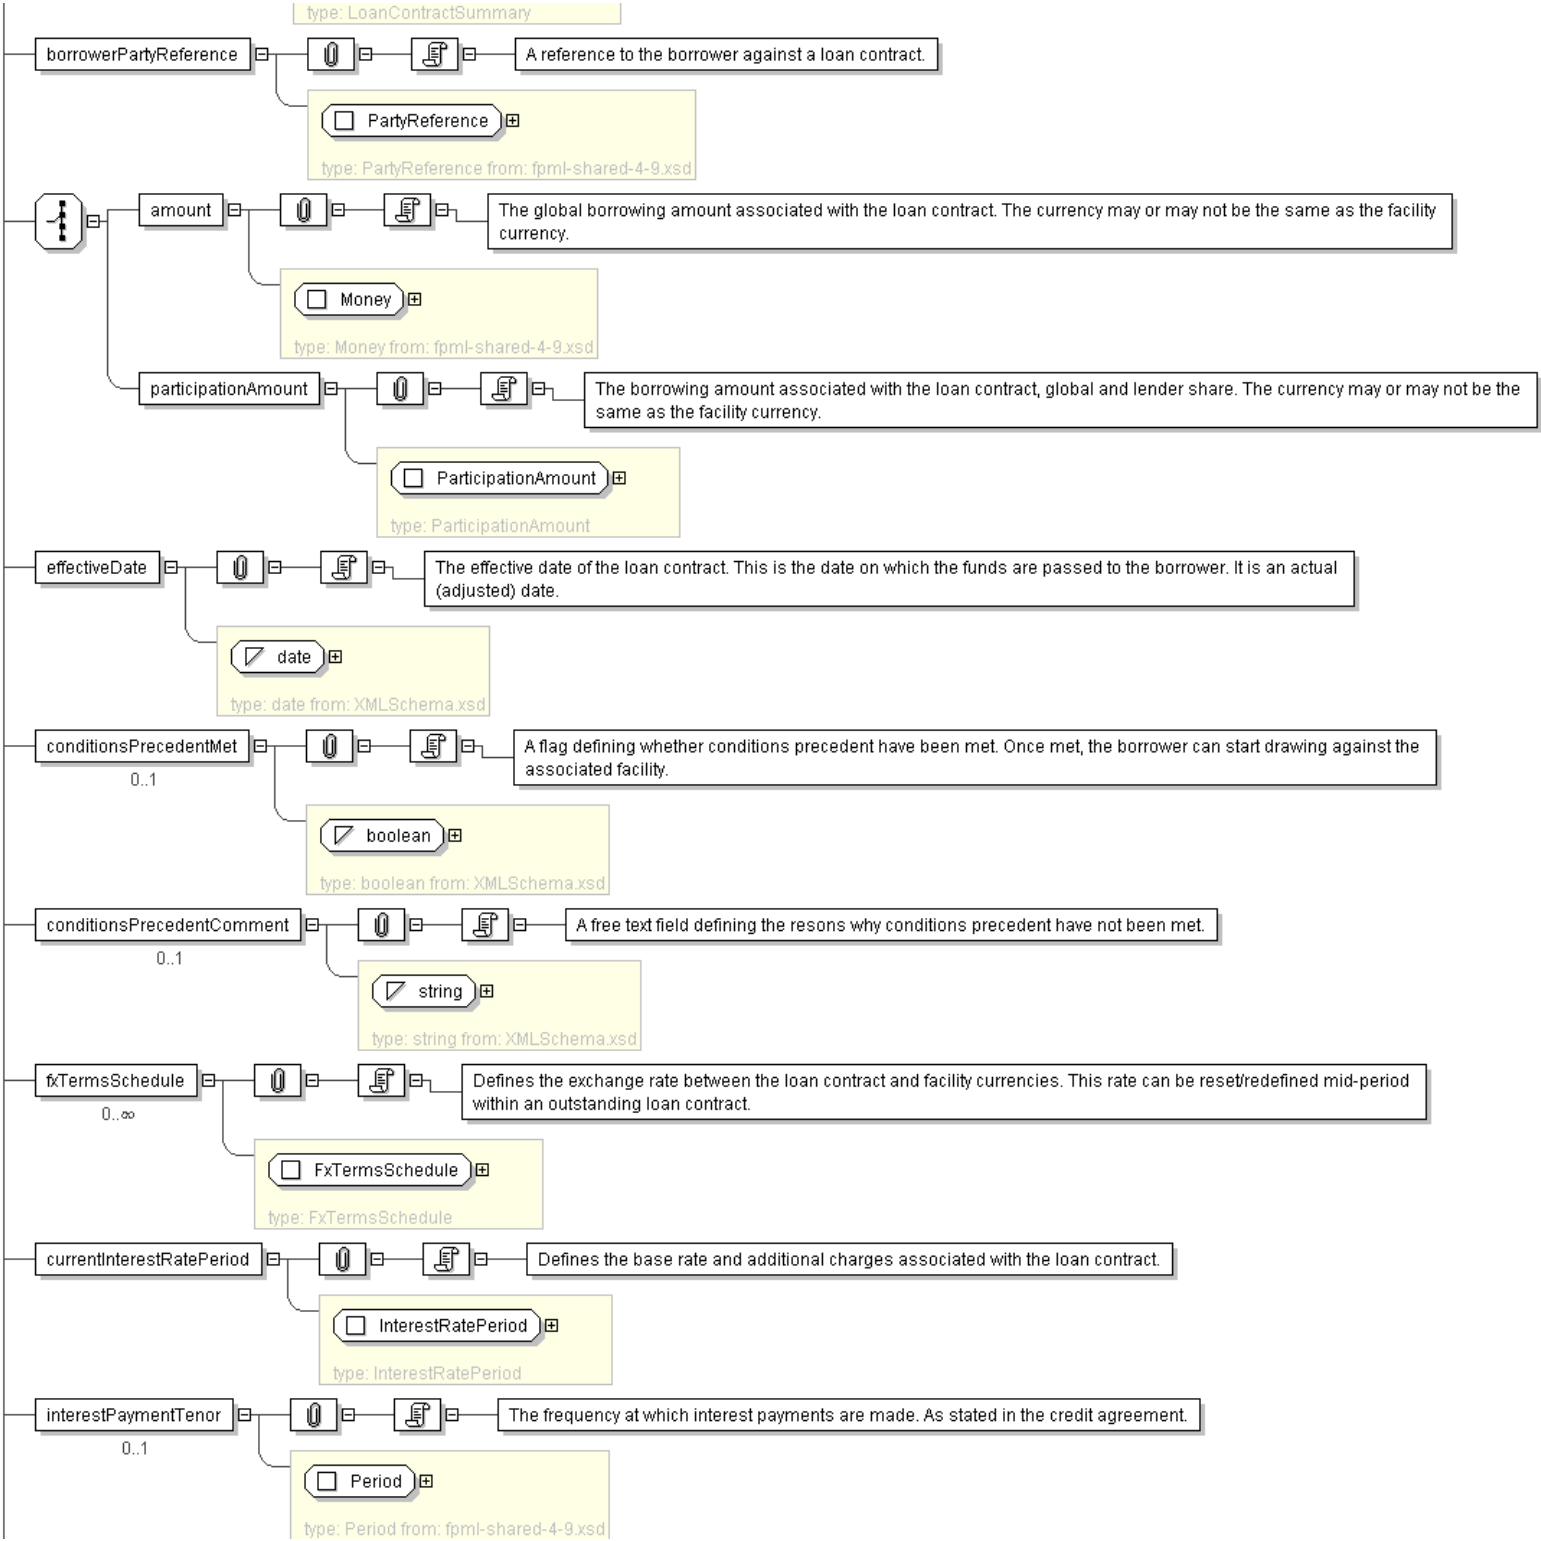 type: LoanContractSummary
borrowerPartyReference
A reference to the borrower against a loan contract.
PartyReference
type: PartyReference from: fpml-shared-4-9.xsd
amount
The global borrowing amount associated with the loan contract. The currency may or may not be the same as the facility
currency.
Money
type: Money from: fpml-shared-4-9.xsd
participationAmount
The borrowing amount associated with the loan contract, global and lender share. The currency may or may not be the
same as the facility currency.
ParticipationAmount
type: ParticipationAmount
effectiveDate
The effective date of the loan contract. This is the date on which the funds are passed to the borrower. It is an actual
(adjusted) date.
date
type: date from: XMLSchema.xsd
conditionsPrecedentMet
A flag defining whether conditions precedent have been met. Once met, the borrower can start drawing against the
associated facility.
0..1
boolean
type: boolean from: XMLSchema.xsd
conditionsPrecedentComment
A free text field defining the resons why conditions precedent have not been met.
0..1
string
type: string from: XMLSchema.xsd
fxTermsSchedule
Defines the exchange rate between the loan contract and facility currencies. This rate can be reset/redefined mid-period
within an outstanding loan contract.
0..∞
FxTermsSchedule
type: FxTermsSchedule
currentInterestRatePeriod
Defines the base rate and additional charges associated with the loan contract.
InterestRatePeriod
type: InterestRatePeriod
interestPaymentTenor
The frequency at which interest payments are made. As stated in the credit agreement.
0..1
Period
type: Period from: fpml-shared-4-9.xsd